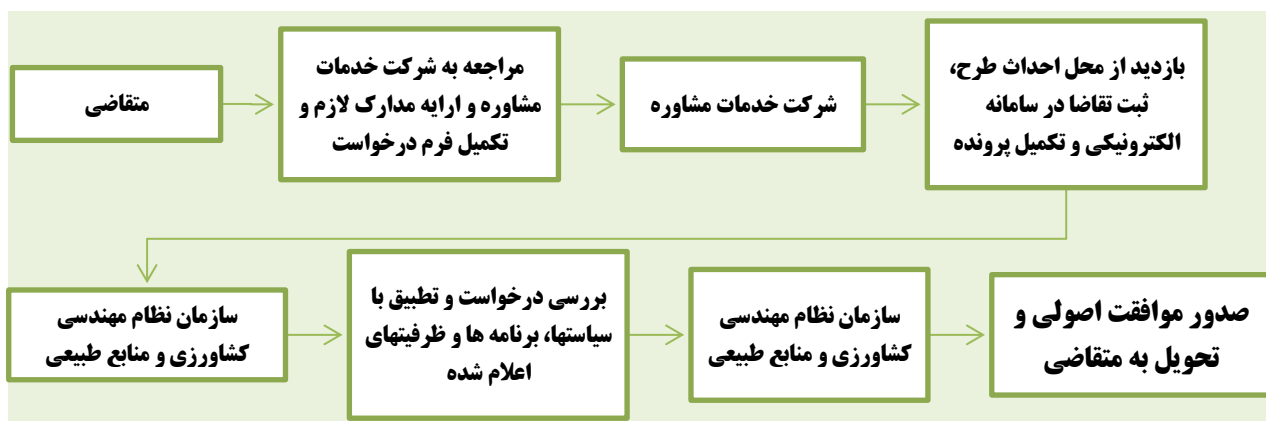 متقاضی
مراجعه به شرکت خدمات
مشاوره و ارایه مدارک لازم و
تکمیل فرم درخواست
شرکت خدمات مشاوره
بازدید از محل احداث طرح،
ثبت تقاضا در سامانه
الکترونیکی و تکمیل پرونده
سازمان نظام مهندسی
کشاورزی و منابع طبیعی
بررسی درخواست و تطبیق با
سیاستها، برنامه ها و ظرفیتهای
اعلام شده
سازمان نظام مهندسی
کشاورزی و منابع طبیعی
صدور موافقت اصولی و
تحویل به متقاضی